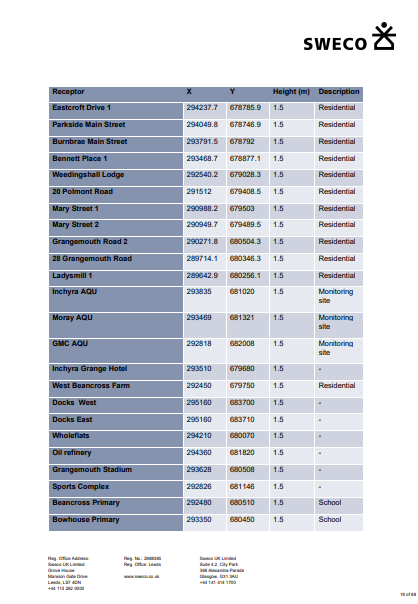 SWECO
Receptor X Y Height (m) Description
Eastcroft Drive 1 294237.7 678785.9 1.5 Residential
Parkside Main Street 294049.8 678746.9 1.5 Residential
Burnbrae Main Street 293791.5 678792 1.5 Residential
Bennett Place 1 293468.7 678877.1 1.5 Residential
Weedingshall Lodge 292540.2 679028.3 1.5 Residential
20 Polmont Road 291512 679408.5 1.5 Residential
Mary Street 1 290988.2 679503 1.5 Residential
Mary Street 2 290949.7 679489.5 1.5 Residential
Grangemouth Road 2 290271.8 680504.3 1.5 Residential
28 Grangemouth Road 289714.1 680346.3 1.5 Residential
Ladysmill 1 289642.9 680256.1 1.5 Residential
Inchyra AQU 293835 681020 1.5 Monitoring
site
Moray AQU 293469 681321 1.5 Monitoring
site
GMC AQU 292818 682008 1.5 Monitoring
site
Inchyra Grange Hotel 293510 679680 1.5 -
West Beancross Farm 292450 679750 1.5 Residential
Docks West 295160 683700 1.5 -
Docks East 295160 683710 1.5 -
Wholeflats 294210 680070 1.5 -
Oil refinery 294360 681820 1.5 -
Grangemouth Stadium 293628 680508 1.5 -
Sports Complex 292826 681146 1.5 -
Beancross Primary 292480 680510 1.5 School
Bowhouse Primary 293350 680450 1.5 School
Reg. Office Address: Reg. No.: 2888385 Sweco UK Limited
Sweco UK Limited Reg. Office: Leeds Suite 4.2, City Park
Grove House 368 Alexandra Parade
Mansion Gate Drive www.sweco.co.uk Glasgow, G31 3AU
Leeds, LS7 4DN +44 141 414 1700
+44 113 262 0000
19 of 68